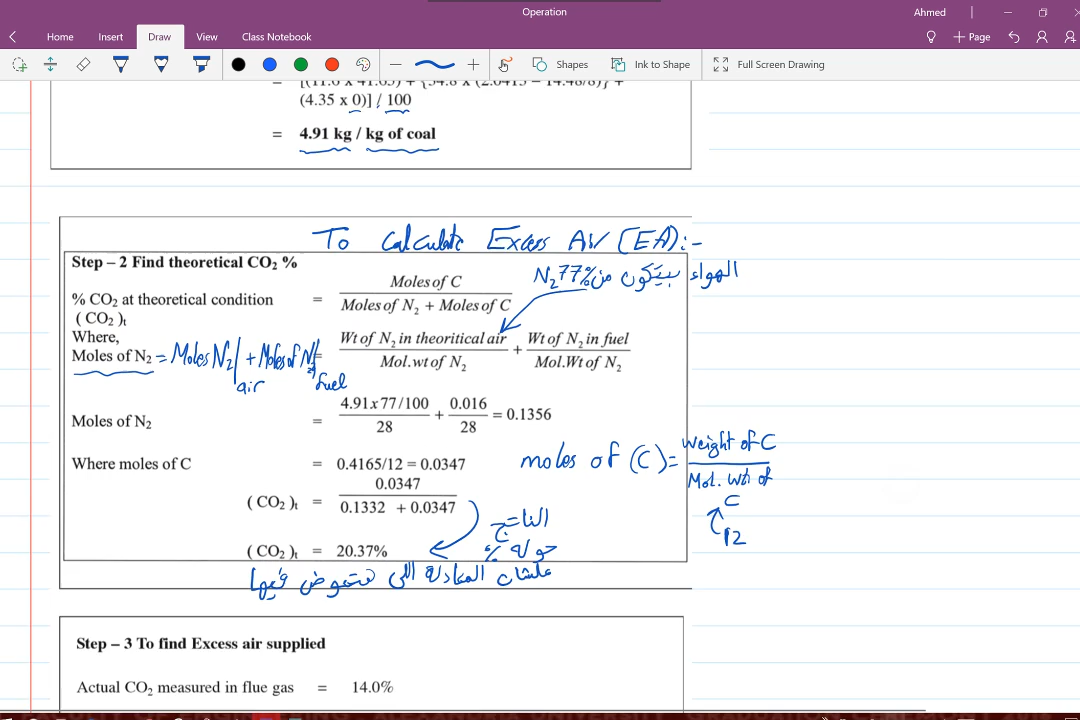 Operation
Ahmed
Home Insert Draw View Class Notebook
+ Page
Shapes Ink to Shape Full Screen Drawing
(4.35 x 0)] / 100
= 4.91 kg / kg of coal
To Calculate Excess Air (EA):-
Step – 2 Find theoretical CO₂ %
الهواء بيتكون من 77% N₂
% CO₂ at theoretical condition = Moles of C / Moles of N₂ + Moles of C
( CO₂ )t
Where,
Moles of N₂ = Moles N₂ | air + Moles of N₂ | fuel = Wt of N₂ in theoritical air / Mol. wt of N₂ + Wt of N₂ in fuel / Mol.Wt of N₂
Moles of N₂ = 4.91 x 77/100 / 28 + 0.016 / 28 = 0.1356
Where moles of C = 0.4165/12 = 0.0347
moles of (C) = Weight of C / Mol. wt of C
12
( CO₂ )t = 0.0347 / 0.1332 + 0.0347
الناتج
حوله %
( CO₂ )t = 20.37%
علشان المعادلة اللى هتعوض فيها
Step – 3 To find Excess air supplied
Actual CO₂ measured in flue gas = 14.0%